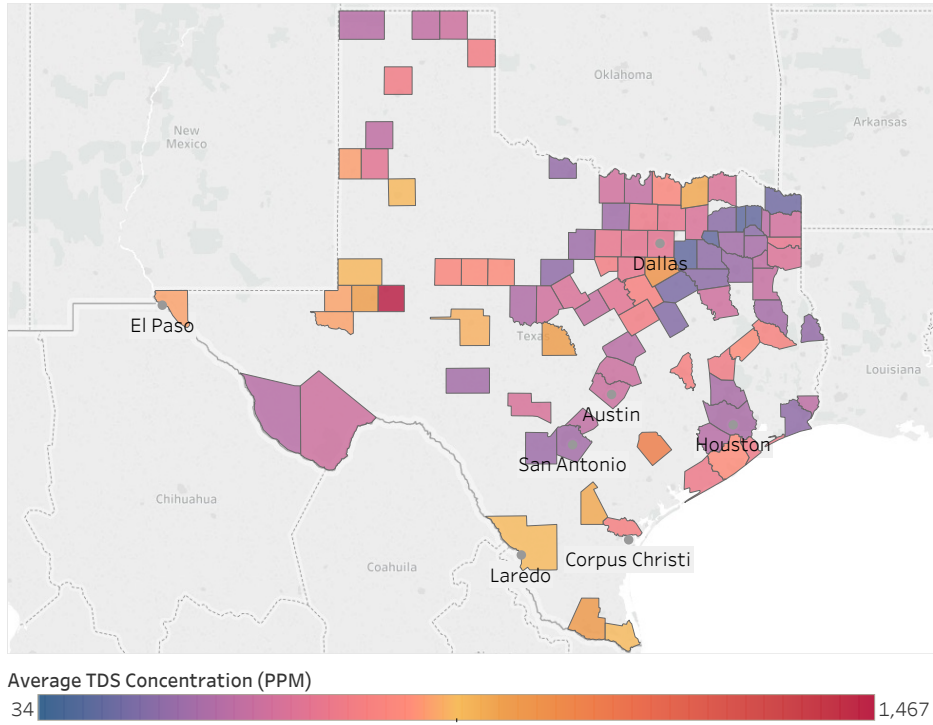 Oklahoma
New
Mexico
Arkansas
Dallas
El Paso
Texas
Louisiana
Austin
Houston
San Antonio
Chihuahua
Corpus Christi
Coahuila
Laredo
Average TDS Concentration (PPM)
34 1,467